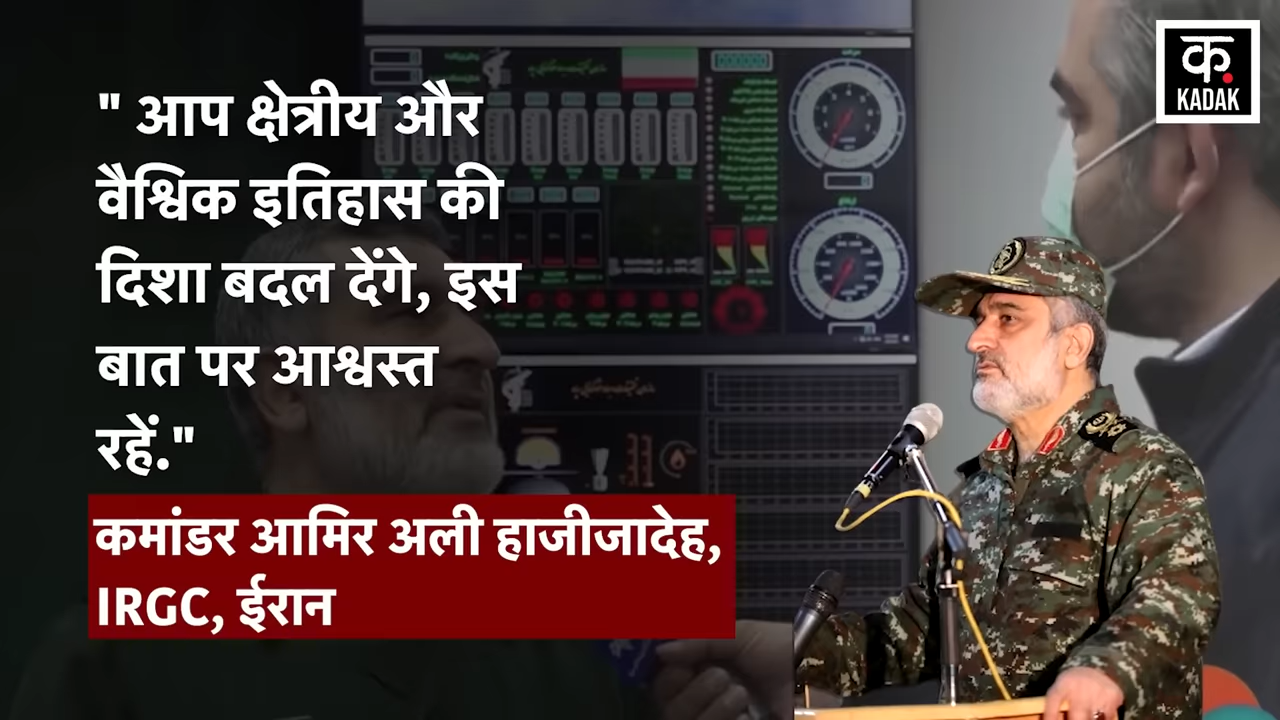 " आप क्षेत्रीय और
वैश्विक इतिहास की
दिशा बदल देंगे, इस
बात पर आश्वस्त
रहें."
कमांडर आमिर अली हाजीजादेह,
IRGC, ईरान
क.
KADAK